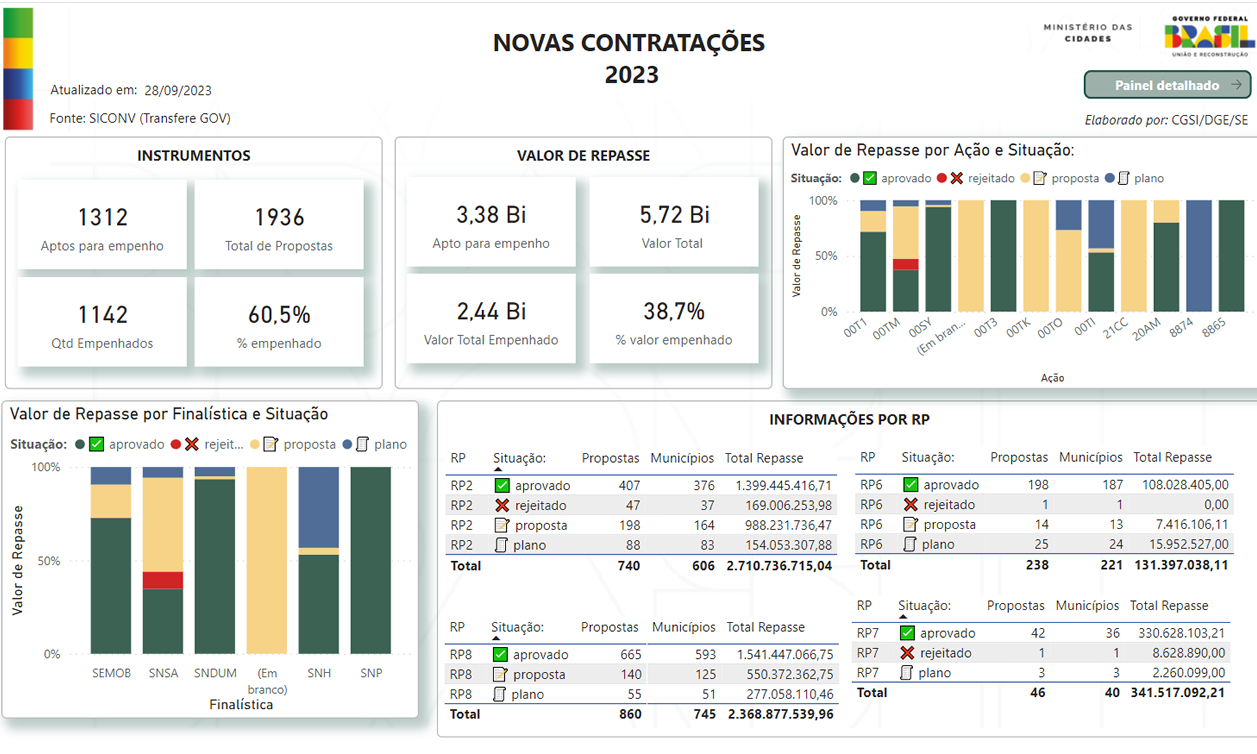 NOVAS CONTRATAÇÕES
2023
MINISTÉRIO DAS
CIDADES
GOVERNO FEDERAL
BRASIL
UNIÃO E RECONSTRUÇÃO
Atualizado em: 28/09/2023
Fonte: SICONV (Transfere GOV)
Painel detalhado →
Elaborado por: CGSI/DGE/SE
INSTRUMENTOS
1312
Aptos para empenho
1936
Total de Propostas
1142
Qtd Empenhados
60,5%
% empenhado
VALOR DE REPASSE
3,38 Bi
Apto para empenho
5,72 Bi
Valor Total
2,44 Bi
Valor Total Empenhado
38,7%
% valor empenhado
Valor de Repasse por Ação e Situação:
Situação: aprovado rejeitado proposta plano
Valor de Repasse
100%
50%
0%
00T1 00TM 00SY (Em bran... 00T3 00TK 00TO 00TI 21CC 20AM 8874 8865
Ação
Valor de Repasse por Finalística e Situação
Situação: aprovado rejeit... proposta plano
Valor de Repasse
100%
50%
0%
SEMOB SNSA SNDUM (Em branco) SNH SNP
Finalística
INFORMAÇÕES POR RP
RP Situação: Propostas Municípios Total Repasse
RP2 aprovado 407 376 1.399.445.416,71
RP2 rejeitado 47 37 169.006.253,98
RP2 proposta 198 164 988.231.736,47
RP2 plano 88 83 154.053.307,88
Total 740 606 2.710.736.715,04
RP Situação: Propostas Municípios Total Repasse
RP6 aprovado 198 187 108.028.405,00
RP6 rejeitado 1 1 0,00
RP6 proposta 14 13 7.416.106,11
RP6 plano 25 24 15.952.527,00
Total 238 221 131.397.038,11
RP Situação: Propostas Municípios Total Repasse
RP8 aprovado 665 593 1.541.447.066,75
RP8 proposta 140 125 550.372.362,75
RP8 plano 55 51 277.058.110,46
Total 860 745 2.368.877.539,96
RP Situação: Propostas Municípios Total Repasse
RP7 aprovado 42 36 330.628.103,21
RP7 rejeitado 1 1 8.628.890,00
RP7 plano 3 3 2.260.099,00
Total 46 40 341.517.092,21